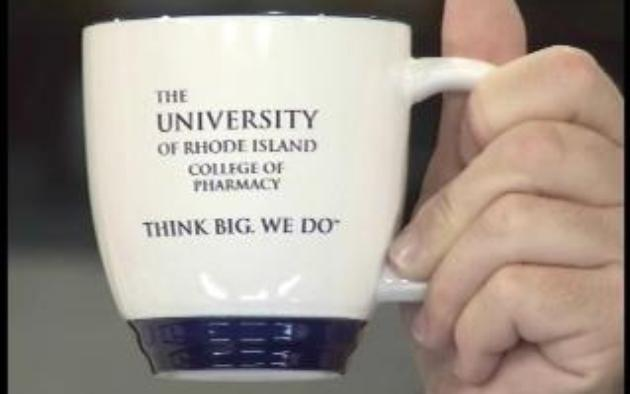 THE
UNIVERSITY
OF RHODE ISLAND
COLLEGE OF
PHARMACY
THINK BIG. WE DO™